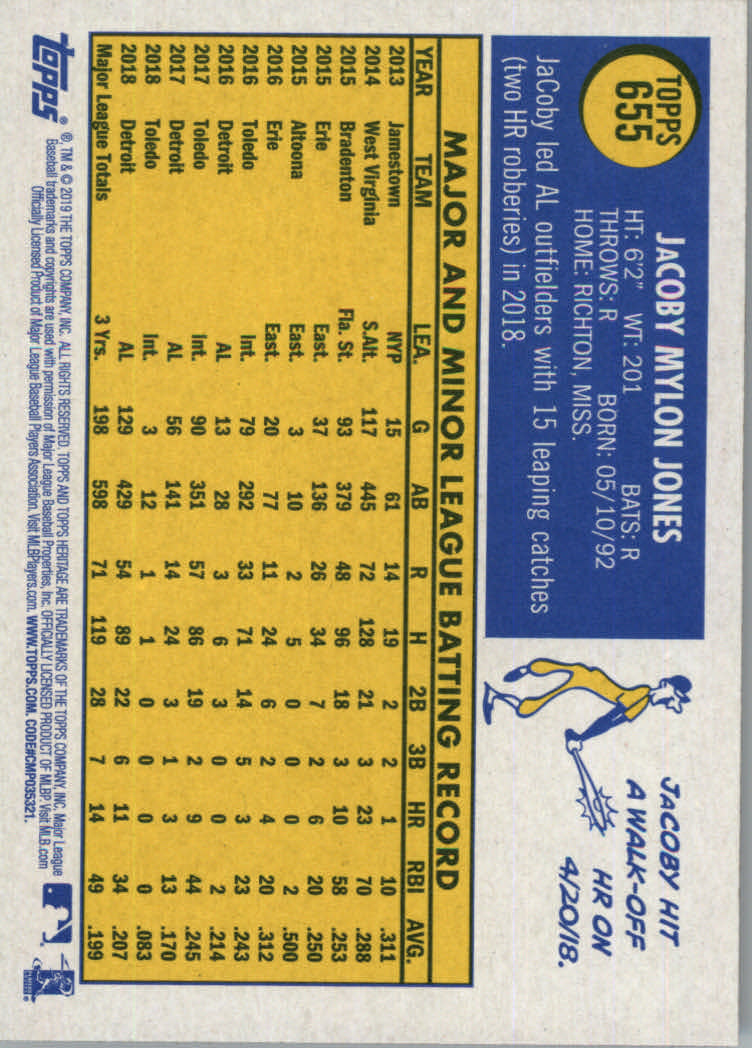 TOPPS
655
JACOBY MYLON JONES
HT: 6'2" WT: 201 BATS: R
THROWS: R BORN: 05/10/92
HOME: RICHTON, MISS.
JaCoby led AL outfielders with 15 leaping catches
(two HR robberies) in 2018.
JACOBY HIT
A WALK-OFF
HR ON
4/20/18.
MAJOR AND MINOR LEAGUE BATTING RECORD
YEAR TEAM LEA. G AB R H 2B 3B HR RBI AVG.
2013 Jamestown NYP 15 61 14 19 2 2 1 10 .311
2014 West Virginia S.Atl. 117 445 72 128 21 3 23 70 .288
2015 Bradenton Fla. St. 93 379 48 96 18 3 10 58 .253
2015 Erie East. 37 136 26 34 7 2 6 20 .250
2015 Altoona East. 3 10 2 5 0 0 0 2 .500
2016 Erie East. 20 77 11 24 6 2 4 20 .312
2016 Toledo Int. 79 292 33 71 14 5 3 23 .243
2016 Detroit AL 13 28 3 6 3 0 0 2 .214
2017 Toledo Int. 90 351 57 86 19 2 9 44 .245
2017 Detroit AL 56 141 14 24 3 1 3 13 .170
2018 Toledo Int. 3 12 1 1 0 0 0 0 .083
2018 Detroit AL 129 429 54 89 22 6 11 34 .207
Major League Totals 3 Yrs. 198 598 71 119 28 7 14 49 .199
topps®
® TM & © 2019 THE TOPPS COMPANY, INC. ALL RIGHTS RESERVED. TOPPS AND TOPPS HERITAGE ARE TRADEMARKS OF THE TOPPS COMPANY, INC. Major League
Baseball trademarks and copyrights are used with permission of Major League Baseball Properties, Inc. OFFICIALLY LICENSED PRODUCT OF MLBP. Visit MLB.com
Officially Licensed Product of Major League Baseball Players Association. Visit MLBPlayers.com. WWW.TOPPS.COM. CODE#CMP035321.